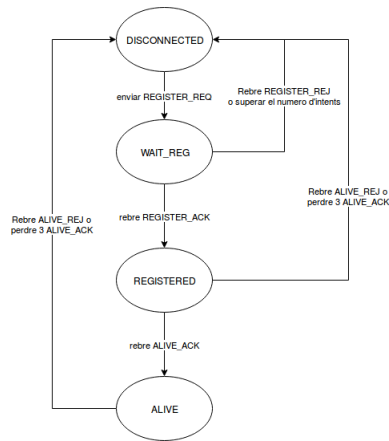 DISCONNECTED
enviar REGISTER_REQ
Rebre REGISTER_REJ
o superar el numero d'intents
WAIT_REG
Rebre ALIVE_REJ o
perdre 3 ALIVE_ACK
rebre REGISTER_ACK
Rebre ALIVE_REJ o
perdre 3 ALIVE_ACK
REGISTERED
rebre ALIVE_ACK
ALIVE